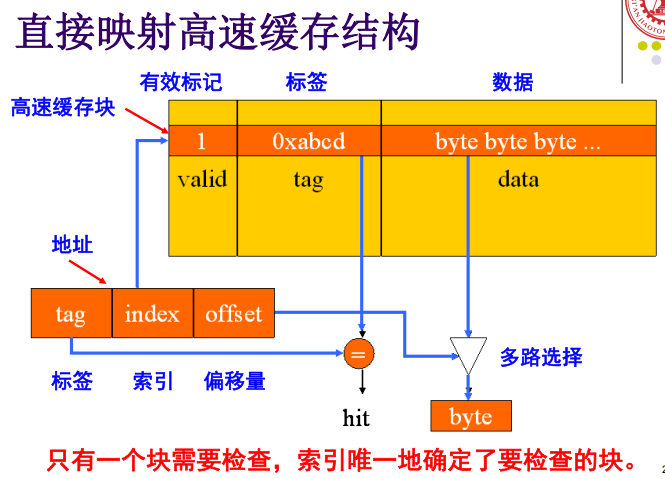 直接映射高速缓存结构
有效标记 标签 数据
高速缓存块
1 0xabcd byte byte byte ...
valid tag data
地址
tag index offset
=
多路选择
标签 索引 偏移量
hit byte
只有一个块需要检查，索引唯一地确定了要检查的块。